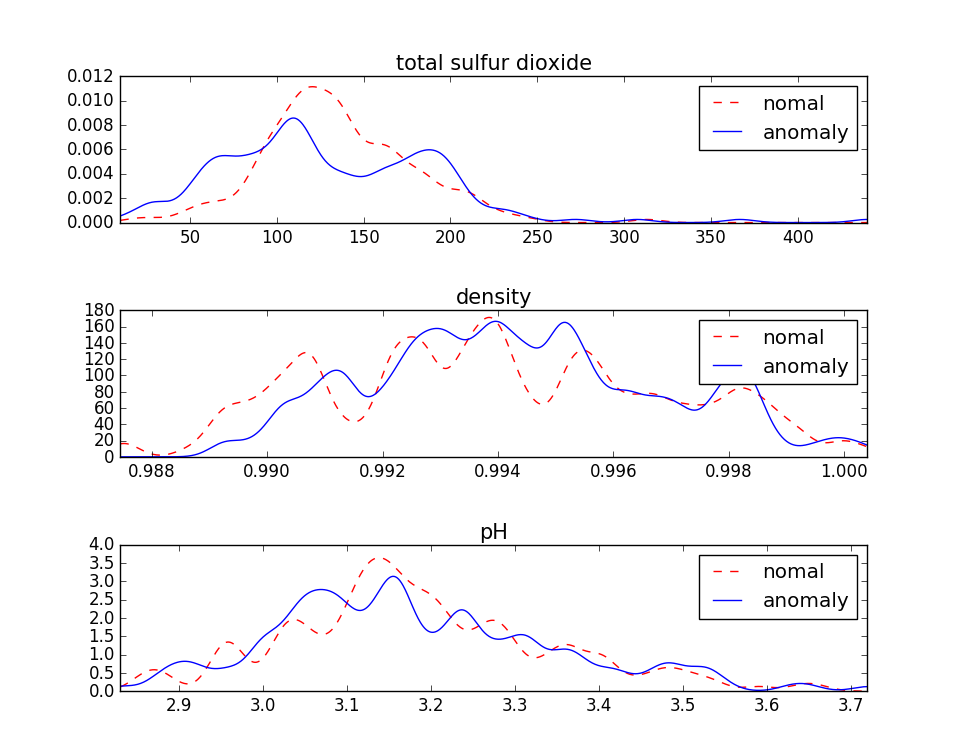 total sulfur dioxide
0.012
0.010
0.008
0.006
0.004
0.002
0.000
nomal
anomaly
50 100 150 200 250 300 350 400
density
180
160
140
120
100
80
60
40
20
0
nomal
anomaly
0.988 0.990 0.992 0.994 0.996 0.998 1.000
pH
4.0
3.5
3.0
2.5
2.0
1.5
1.0
0.5
0.0
nomal
anomaly
2.9 3.0 3.1 3.2 3.3 3.4 3.5 3.6 3.7